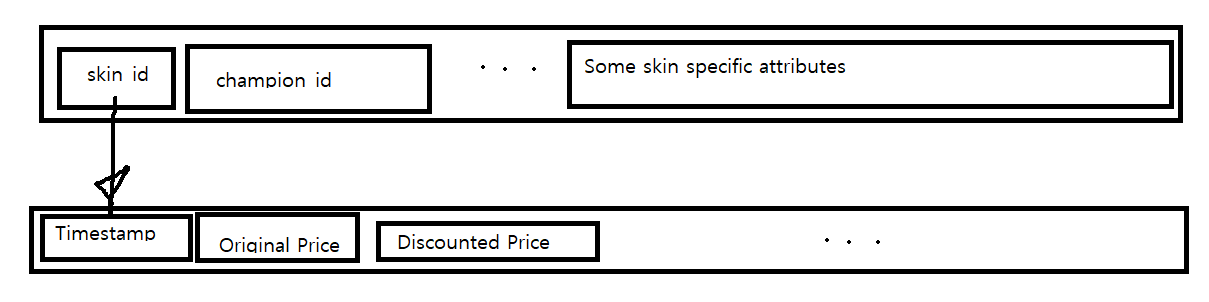 skin id
champion id
. . .
Some skin specific attributes
Timestamp
Original Price
Discounted Price
. . .